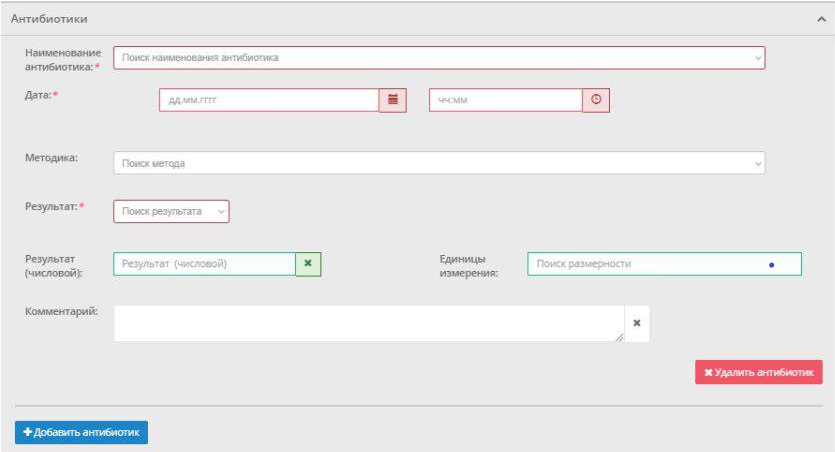 Антибиотики
Наименование
антибиотика:*
Поиск наименования антибиотика
Дата:*
дд.мм.гггг
чч:мм
Методика:
Поиск метода
Результат:*
Поиск результата
Результат
(числовой):
Результат (числовой)
Единицы
измерения:
Поиск размерности
Комментарий:
Удалить антибиотик
Добавить антибиотик